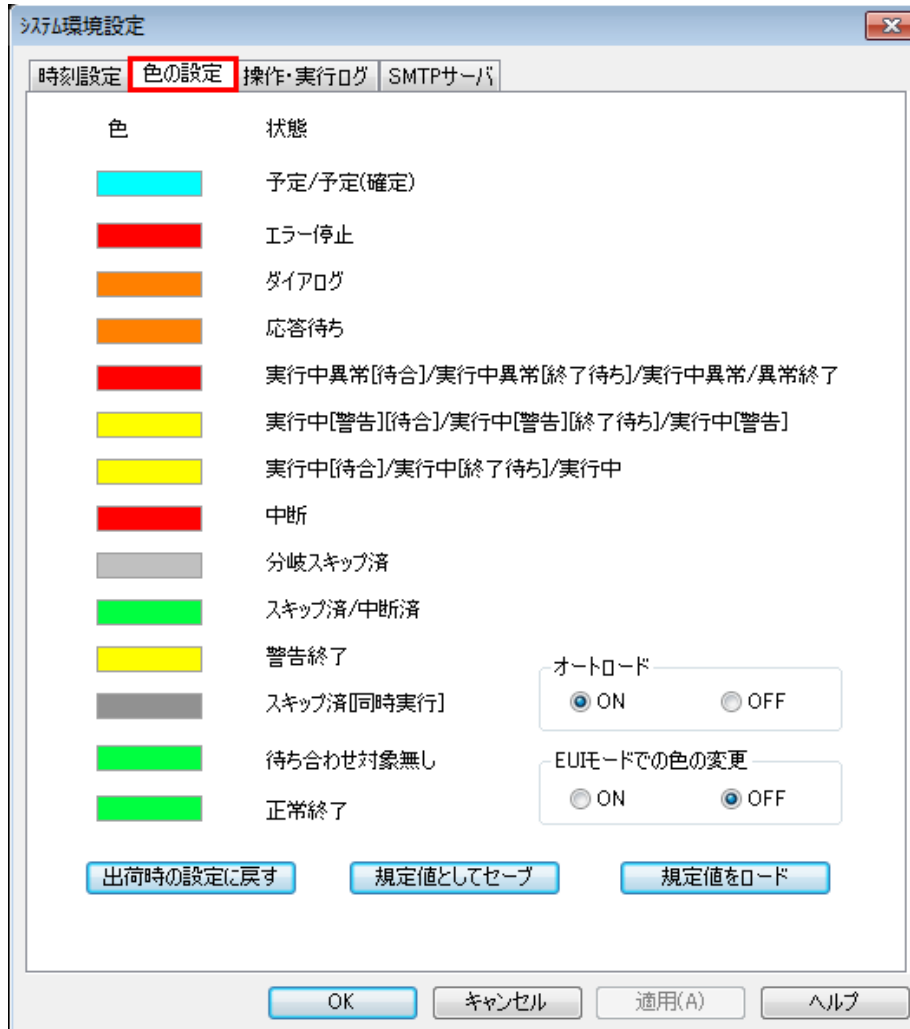 ｼｽﾃﾑ環境設定
時刻設定 色の設定 操作・実行ログ SMTPサーバ
色 状態
予定/予定(確定)
エラー停止
ダイアログ
応答待ち
実行中異常[待合]/実行中異常[終了待ち]/実行中異常/異常終了
実行中[警告][待合]/実行中[警告][終了待ち]/実行中[警告]
実行中[待合]/実行中[終了待ち]/実行中
中断
分岐スキップ済
スキップ済/中断済
警告終了
スキップ済[同時実行]
待ち合わせ対象無し
正常終了
オートロード
ON OFF
EUIモードでの色の変更
ON OFF
出荷時の設定に戻す 規定値としてセーブ 規定値をロード
OK キャンセル 適用(A) ヘルプ